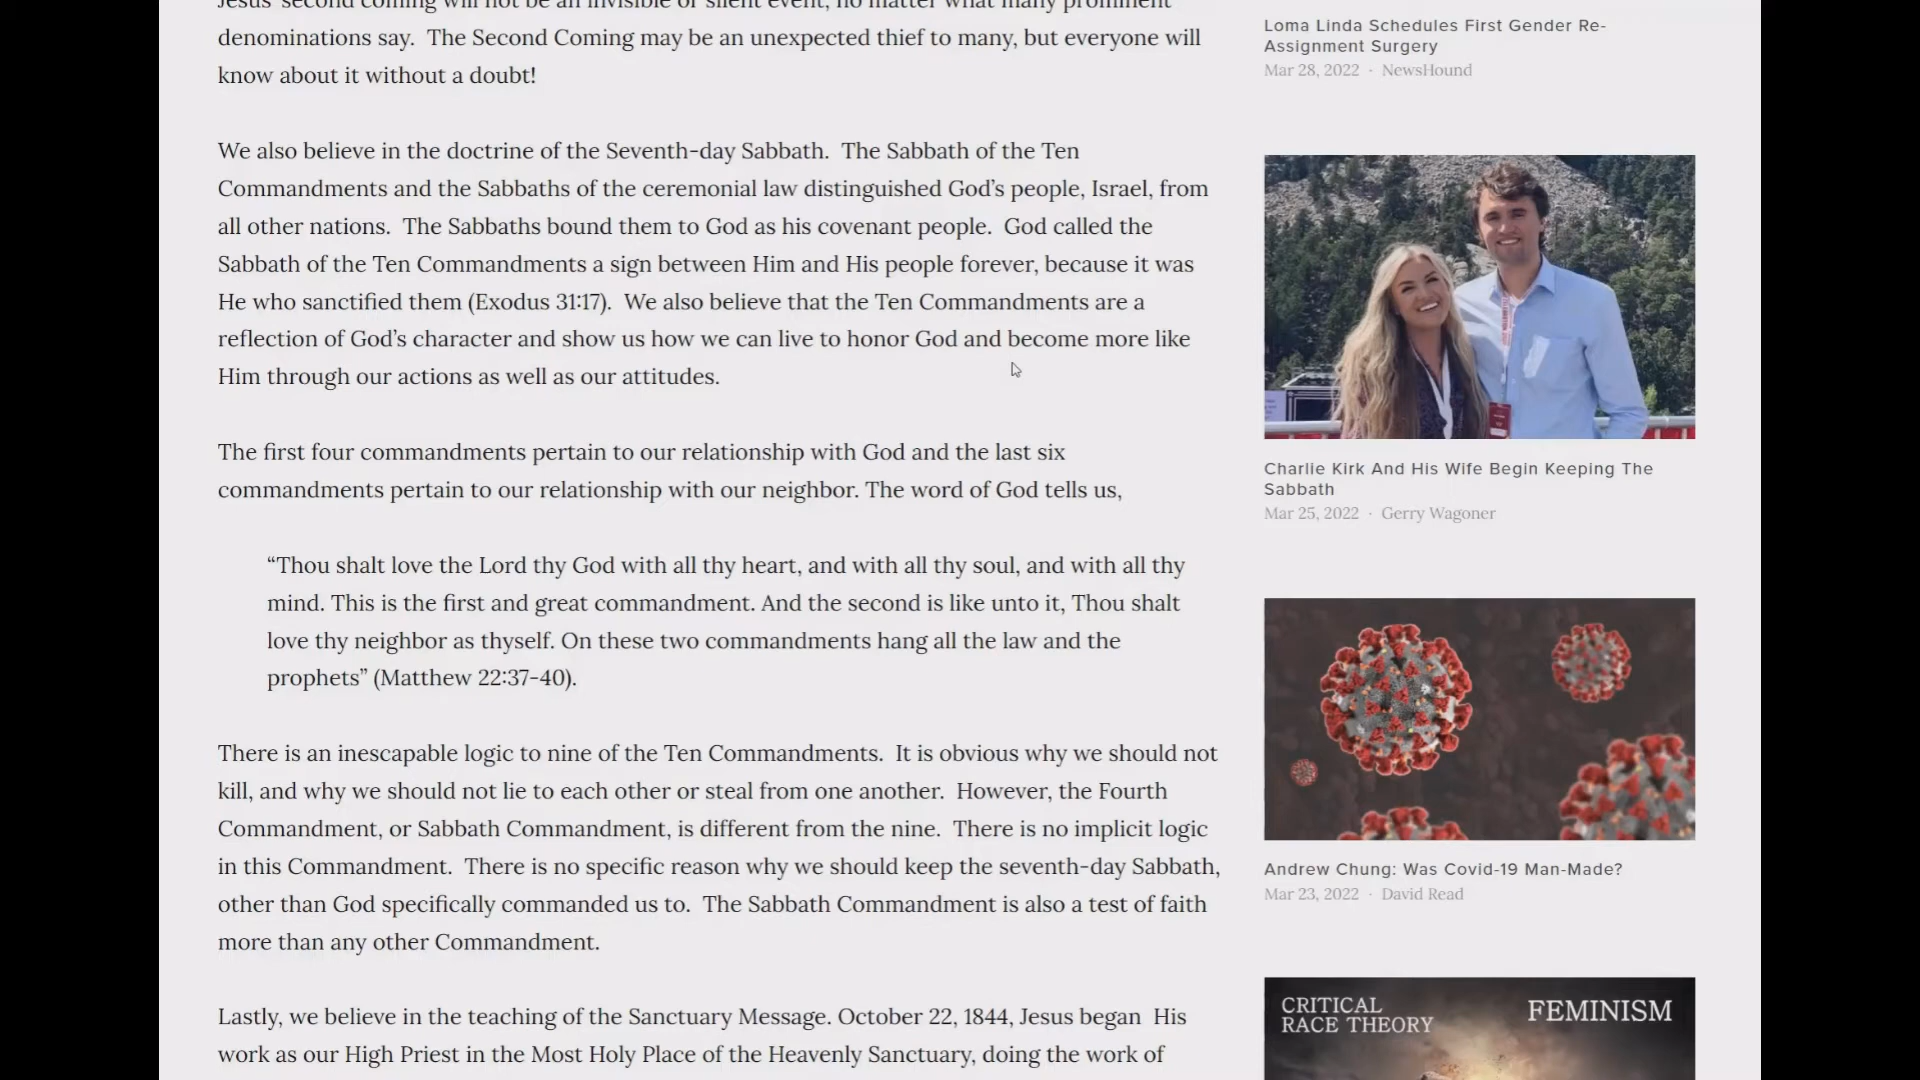 Jesus' second coming will not be an invisible or silent event, no matter what many prominent
denominations say. The Second Coming may be an unexpected thief to many, but everyone will
know about it without a doubt!
We also believe in the doctrine of the Seventh-day Sabbath. The Sabbath of the Ten
Commandments and the Sabbaths of the ceremonial law distinguished God's people, Israel, from
all other nations. The Sabbaths bound them to God as his covenant people. God called the
Sabbath of the Ten Commandments a sign between Him and His people forever, because it was
He who sanctified them (Exodus 31:17). We also believe that the Ten Commandments are a
reflection of God's character and show us how we can live to honor God and become more like
Him through our actions as well as our attitudes.
The first four commandments pertain to our relationship with God and the last six
commandments pertain to our relationship with our neighbor. The word of God tells us,
“Thou shalt love the Lord thy God with all thy heart, and with all thy soul, and with all thy
mind. This is the first and great commandment. And the second is like unto it, Thou shalt
love thy neighbor as thyself. On these two commandments hang all the law and the
prophets” (Matthew 22:37-40).
There is an inescapable logic to nine of the Ten Commandments. It is obvious why we should not
kill, and why we should not lie to each other or steal from one another. However, the Fourth
Commandment, or Sabbath Commandment, is different from the nine. There is no implicit logic
in this Commandment. There is no specific reason why we should keep the seventh-day Sabbath,
other than God specifically commanded us to. The Sabbath Commandment is also a test of faith
more than any other Commandment.
Lastly, we believe in the teaching of the Sanctuary Message. October 22, 1844, Jesus began His
work as our High Priest in the Most Holy Place of the Heavenly Sanctuary, doing the work of
Loma Linda Schedules First Gender Re-
Assignment Surgery
Mar 28, 2022 · NewsHound
Charlie Kirk And His Wife Begin Keeping The
Sabbath
Mar 25, 2022 · Gerry Wagoner
Andrew Chung: Was Covid-19 Man-Made?
Mar 23, 2022 · David Read
CRITICAL
RACE THEORY
FEMINISM